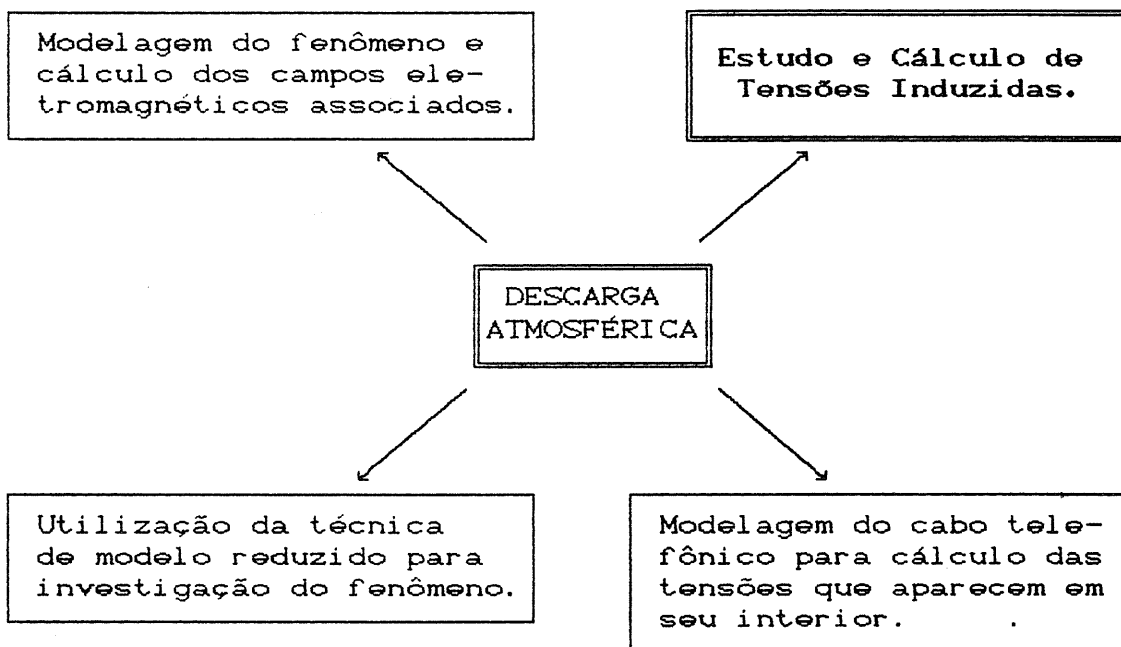 Modelagem do fenômeno e
cálculo dos campos ele-
tromagnéticos associados.
Estudo e Cálculo de
Tensões Induzidas.
DESCARGA
ATMOSFÉRICA
Utilização da técnica
de modelo reduzido para
investigação do fenômeno.
Modelagem do cabo tele-
fônico para cálculo das
tensões que aparecem em
seu interior. .